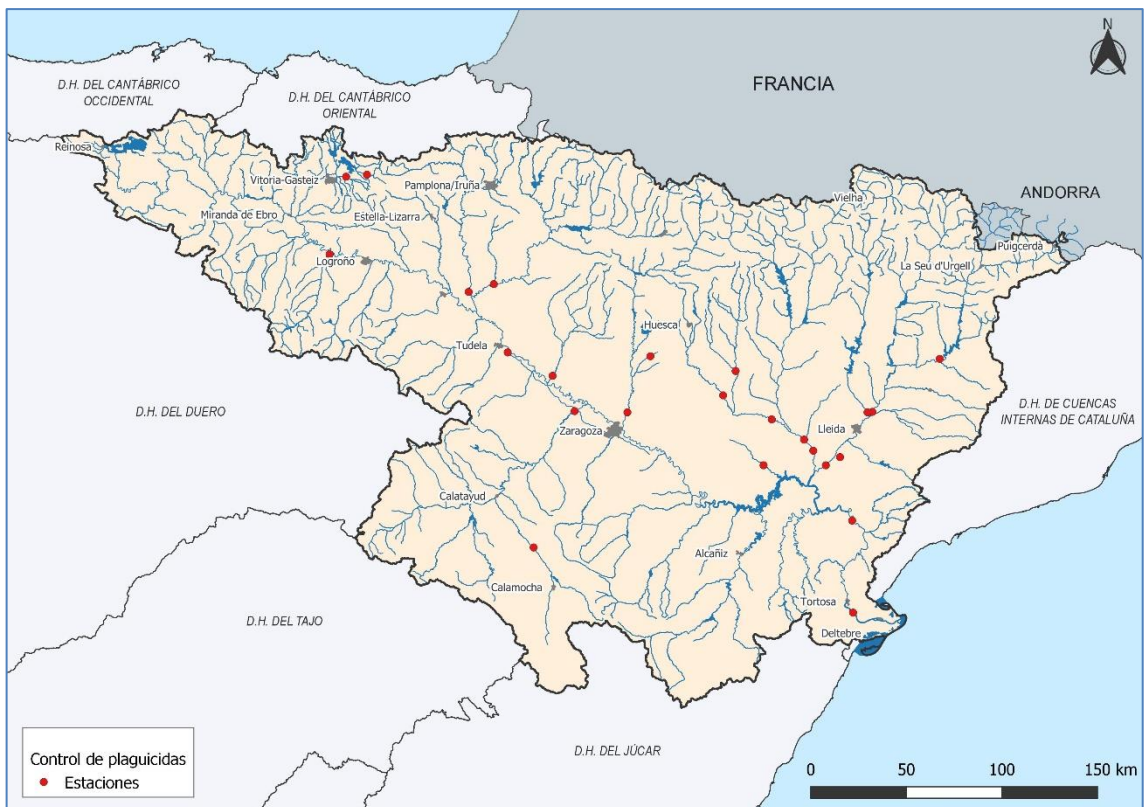 N
D.H. DEL CANTÁBRICO
OCCIDENTAL
D.H. DEL CANTÁBRICO
ORIENTAL
FRANCIA
Reinosa
Vitoria-Gasteiz
Pamplona/Iruña
Vielha
ANDORRA
Miranda de Ebro
Estella-Lizarra
Puigcerdà
Logroño
La Seu d'Urgell
Huesca
Tudela
D.H. DEL DUERO
D.H. DE CUENCAS
INTERNAS DE CATALUÑA
Zaragoza
Lleida
Calatayud
Alcañiz
Calamocha
Tortosa
D.H. DEL TAJO
Deltebre
D.H. DEL JÚCAR
Control de plaguicidas
Estaciones
0 50 100 150 km